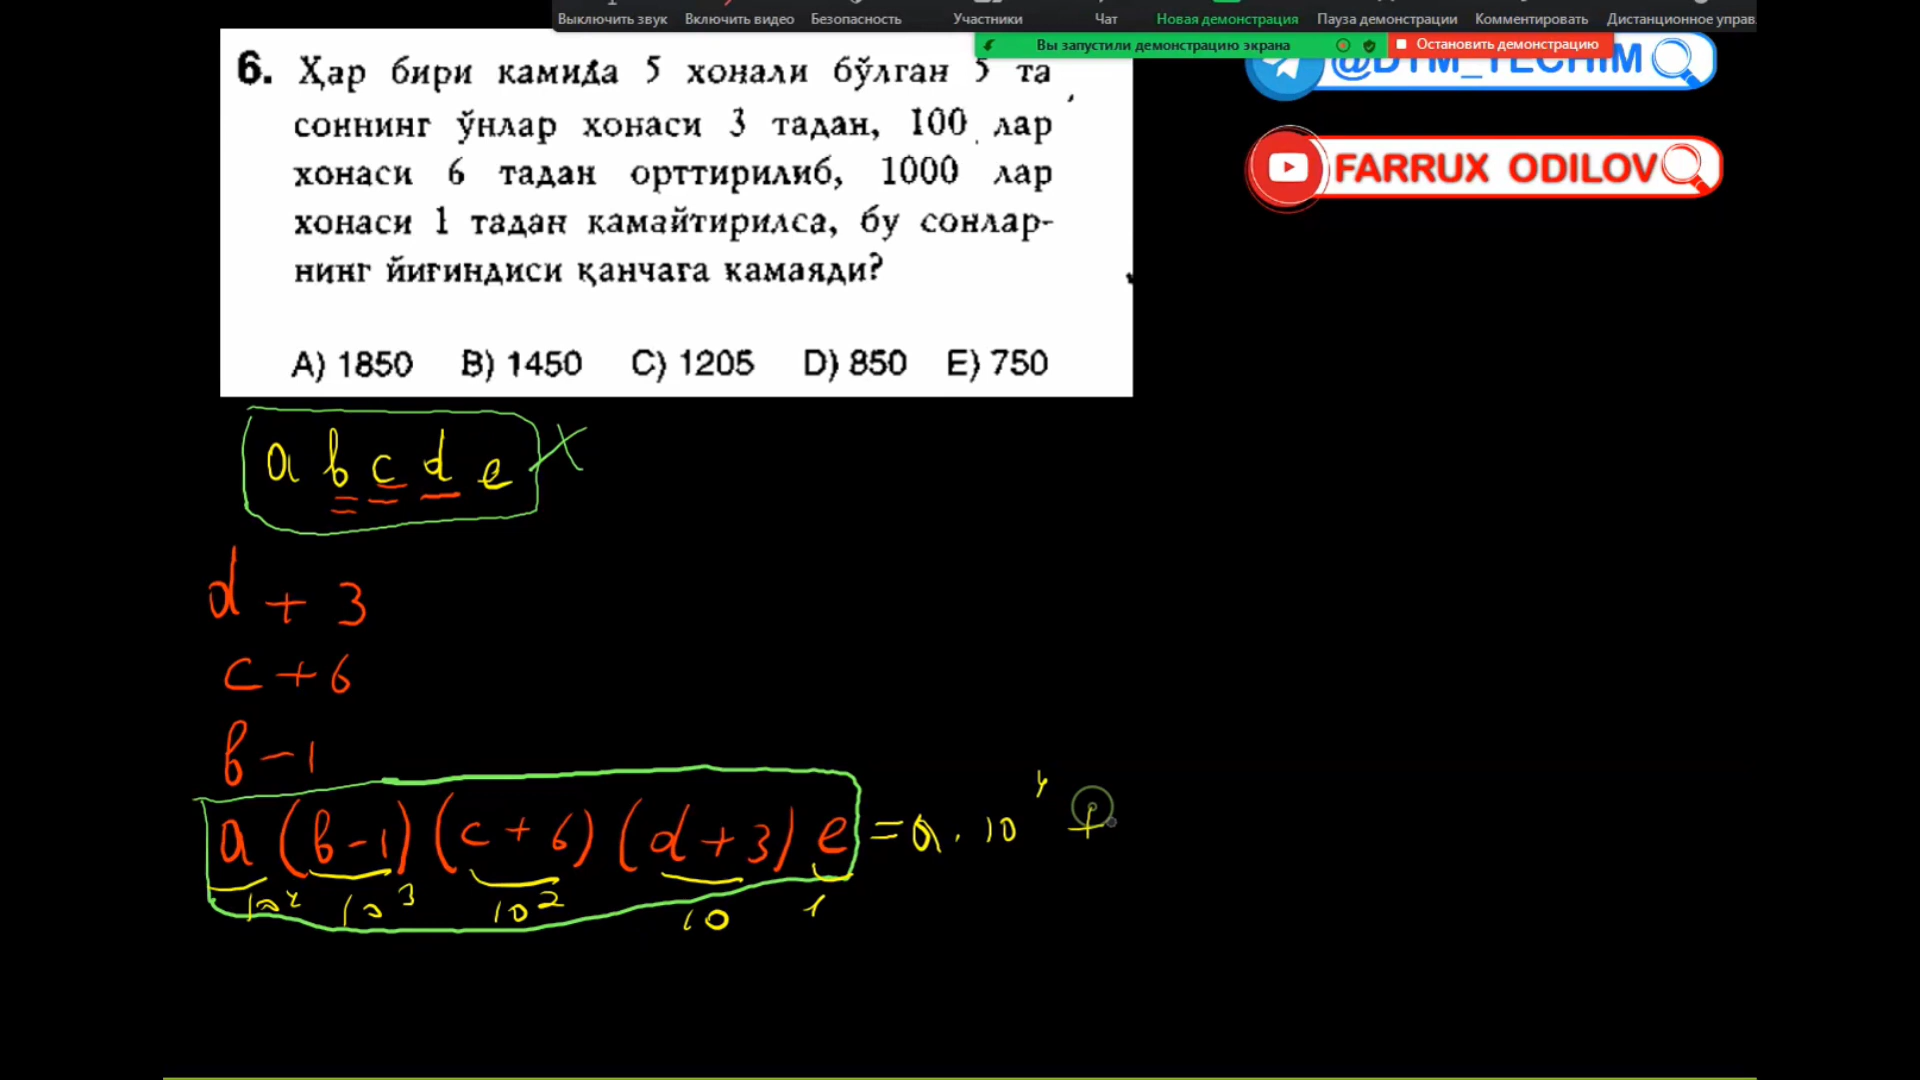 Выключить звук Включить видео Безопасность Участники Чат Новая демонстрация Пауза демонстрации Комментировать Дистанционное управ.
Вы запустили демонстрацию экрана Остановить демонстрацию
@DTM_TECHIM
FARRUX ODILOV
6. Ҳар бири камида 5 хонали бўлган 5 та
соннинг ўнлар хонаси 3 тадан, 100 лар
хонаси 6 тадан орттирилиб, 1000 лар
хонаси 1 тадан камайтирилса, бу сонлар-
нинг йиғиндиси қанчага камаяди?
A) 1850 B) 1450 C) 1205 D) 850 E) 750
a b c d e
d + 3
c + 6
b - 1
a (b-1) (c+6) (d+3) e = a · 10⁴ +
10⁴ 10³ 10² 10 1